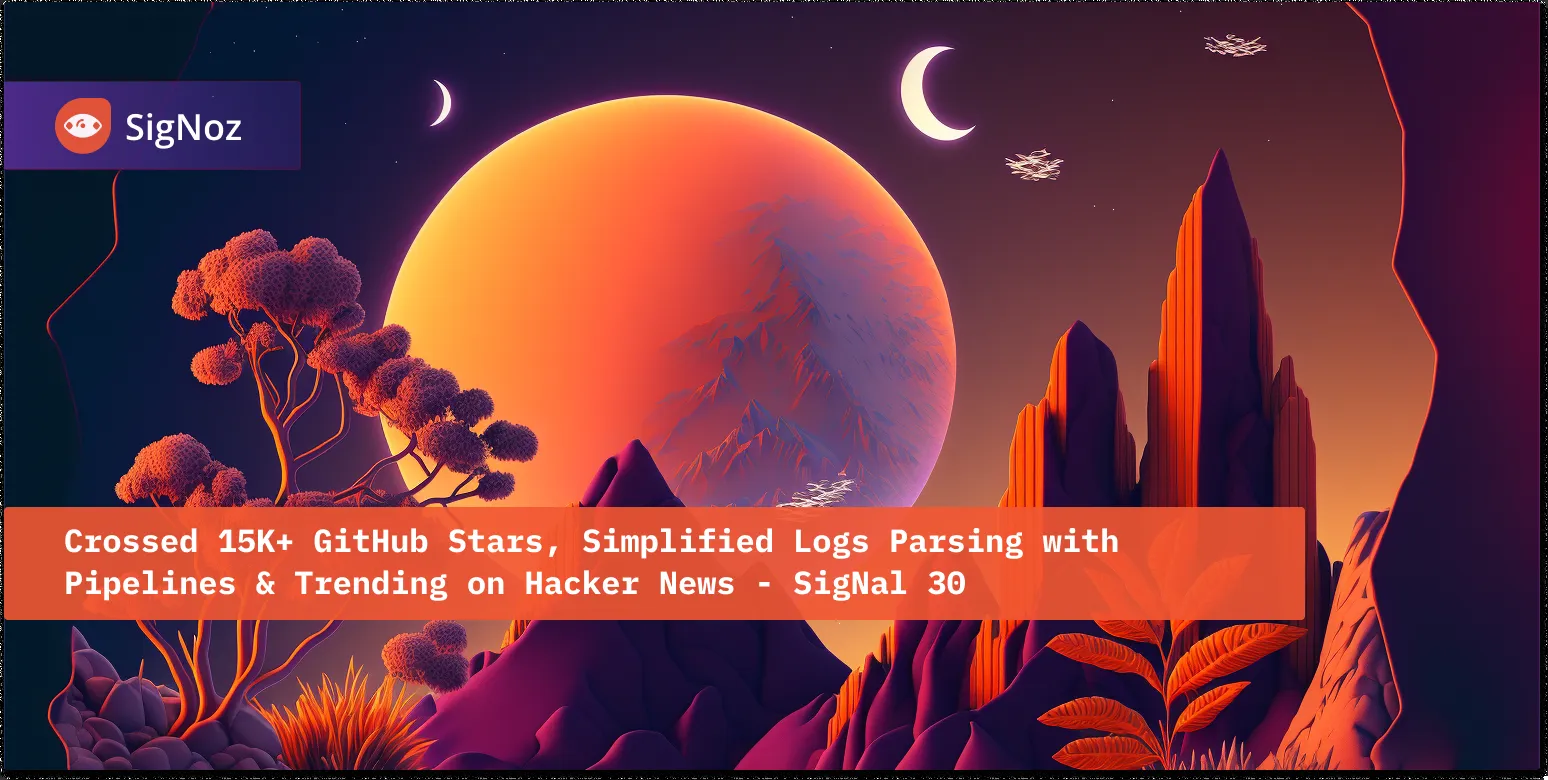 SigNoz
Crossed 15K+ GitHub Stars, Simplified Logs Parsing with
Pipelines & Trending on Hacker News - SigNal 30